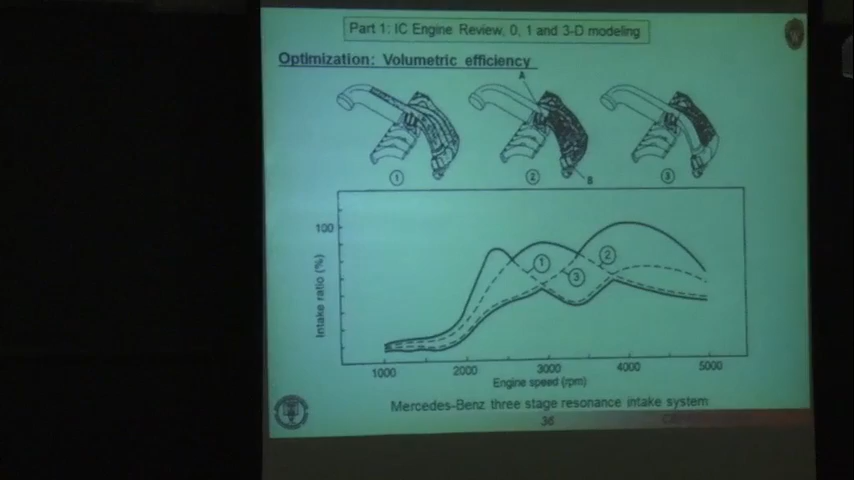 Part 1: IC Engine Review, 0, 1 and 3-D modeling
Optimization: Volumetric efficiency
A
B
1 2 3
100
Intake ratio (%)
1 2 3
1000 2000 3000 4000 5000
Engine speed (rpm)
Mercedes-Benz three stage resonance intake system
36